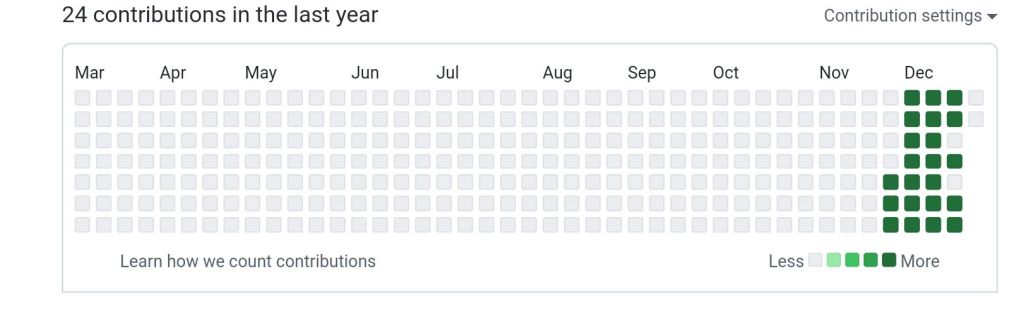 24 contributions in the last year
Contribution settings
Mar Apr May Jun Jul Aug Sep Oct Nov Dec
Learn how we count contributions
Less More